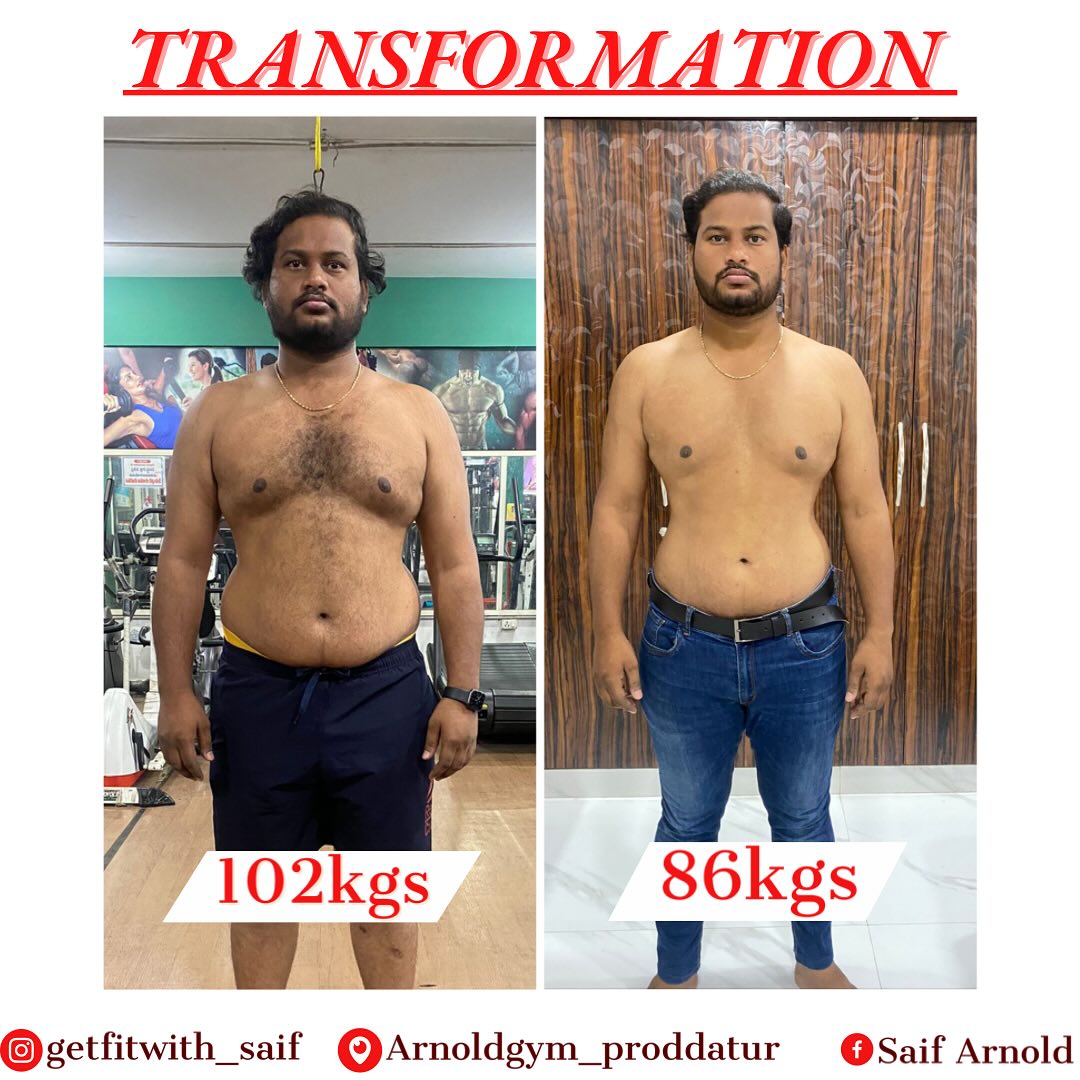 TRANSFORMATION
102kgs
86kgs
getfitwith_saif
Arnoldgym_proddatur
Saif Arnold